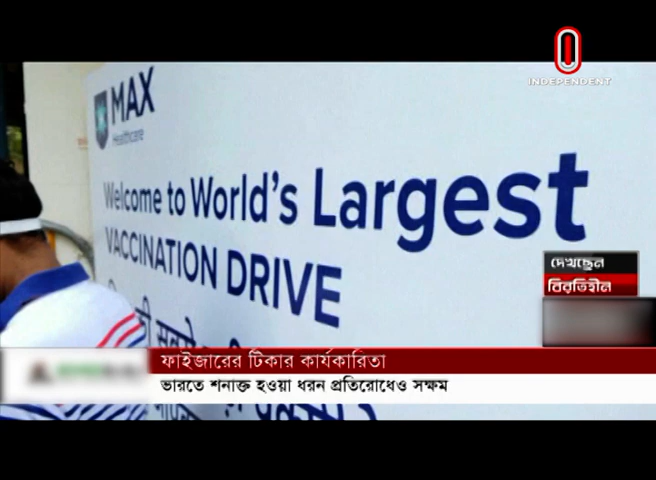 INDEPENDENT
MAX
Healthcare
Welcome to World's Largest
VACCINATION DRIVE
দেখছেন
বিরতিহীন
ফাইজারের টিকার কার্যকারিতা
ভারতে শনাক্ত হওয়া ধরন প্রতিরোধেও সক্ষম